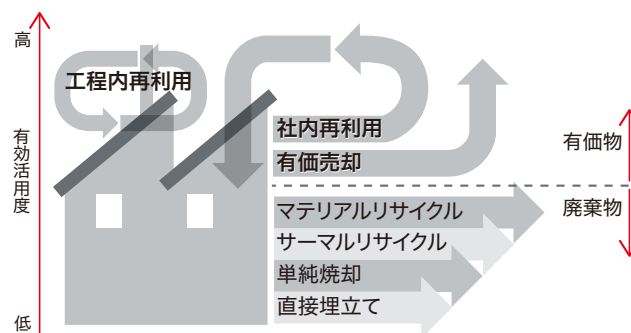 高
工程内再利用
有効活用度
社内再利用
有価売却
有価物
マテリアルリサイクル
廃棄物
サーマルリサイクル
単純焼却
直接埋立て
低